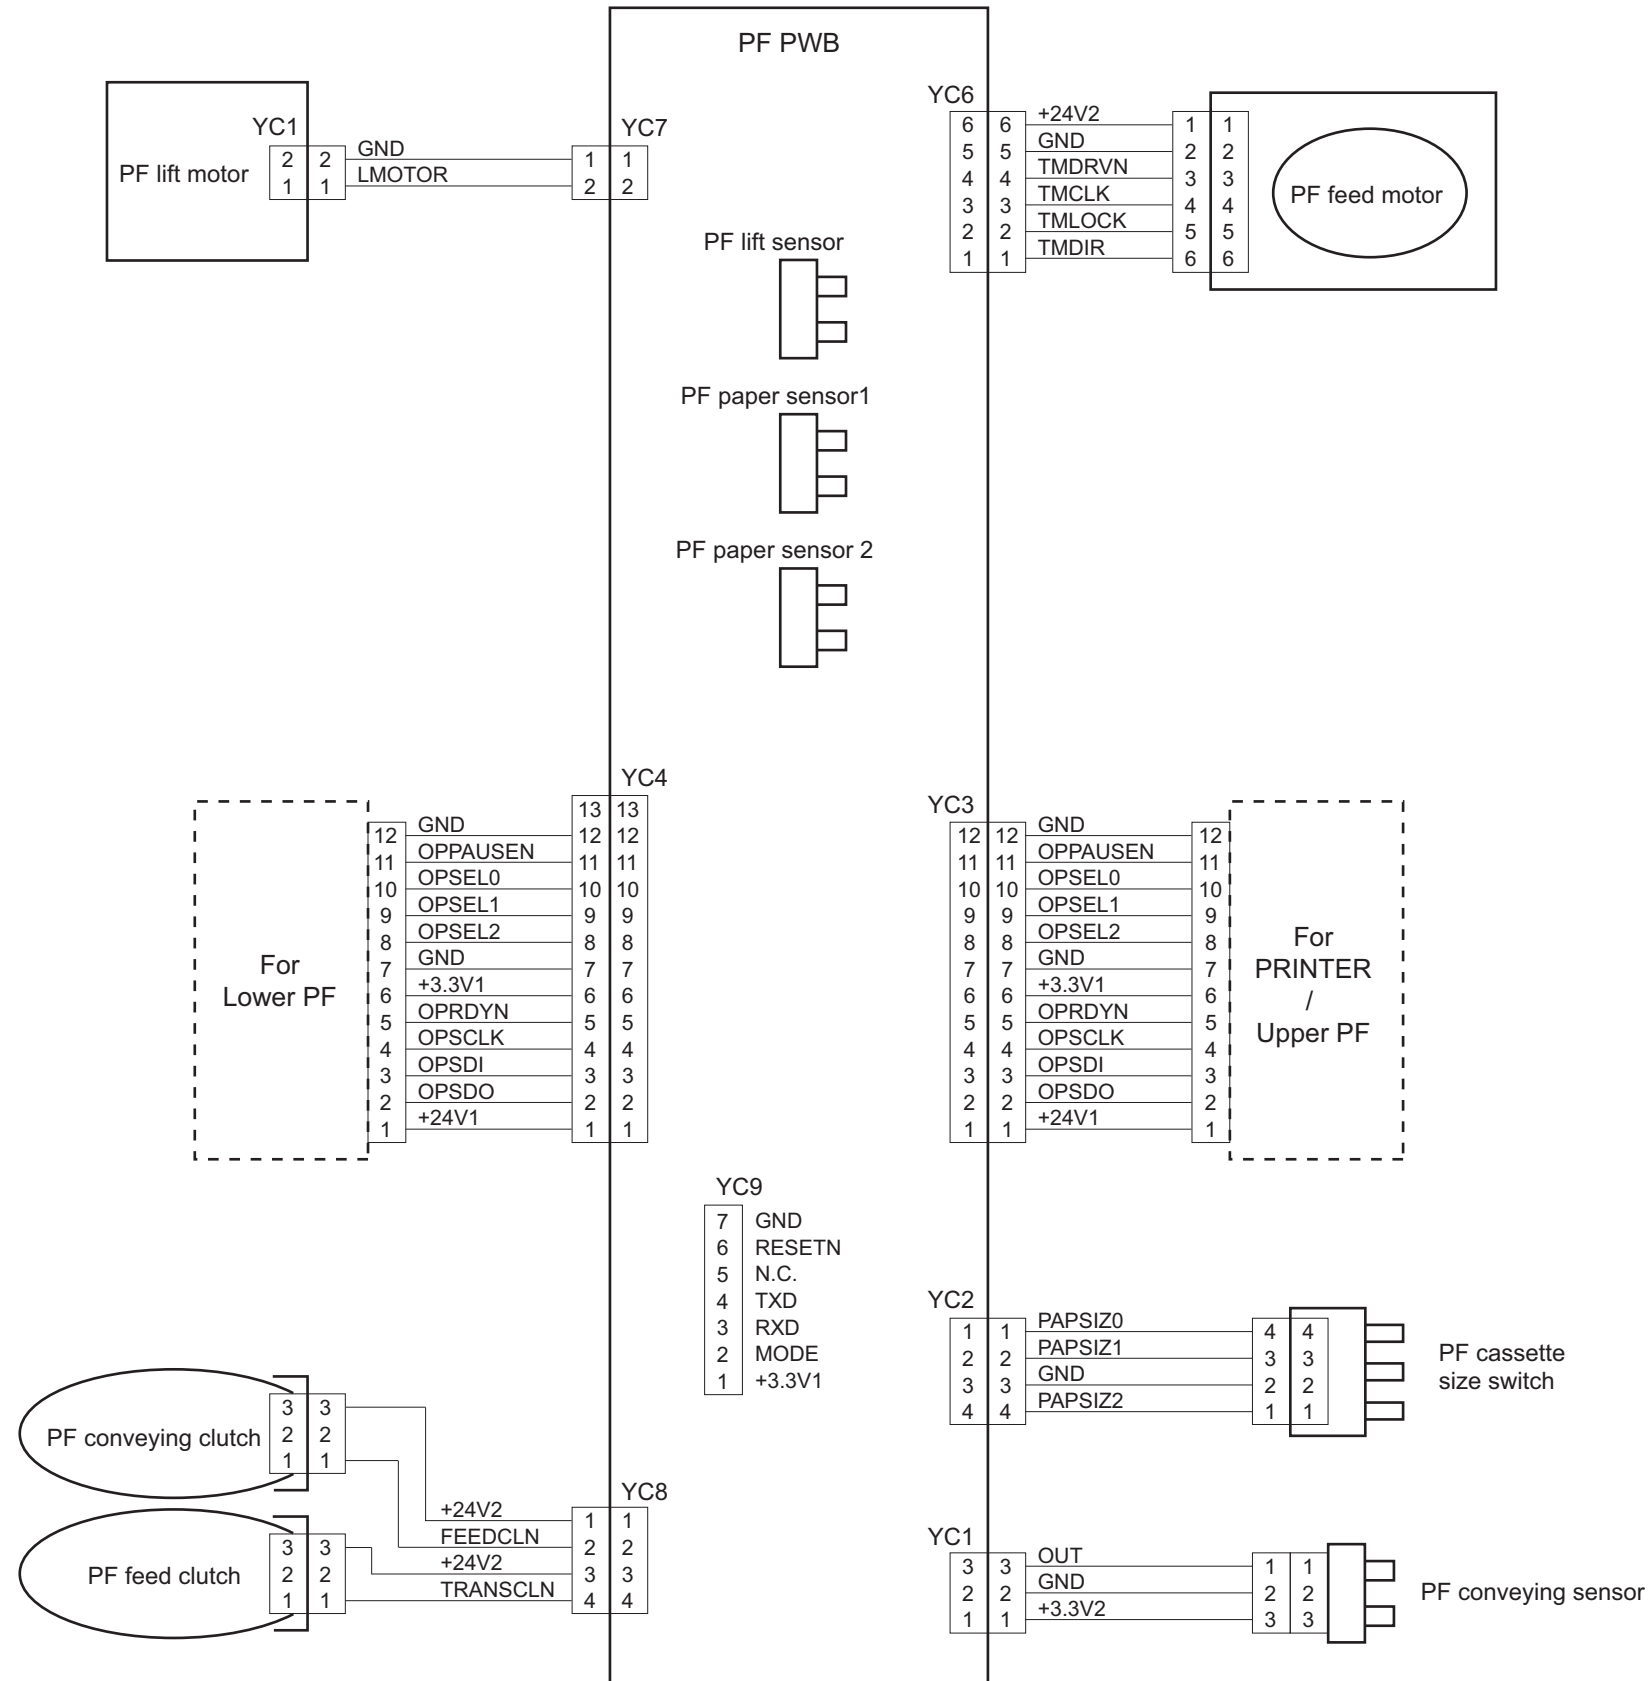 PF PWB
YC1
PF lift motor
2 2 GND 1 1
1 1 LMOTOR 2 2
YC7
YC6
6 6 +24V2 1 1
5 5 GND 2 2
4 4 TMDRVN 3 3
3 3 TMCLK 4 4
2 2 TMLOCK 5 5
1 1 TMDIR 6 6
PF feed motor
PF lift sensor
PF paper sensor1
PF paper sensor 2
YC4
13 13
12 GND 12 12
11 OPPAUSEN 11 11
10 OPSEL0 10 10
9 OPSEL1 9 9
8 OPSEL2 8 8
7 GND 7 7
6 +3.3V1 6 6
5 OPRDYN 5 5
4 OPSCLK 4 4
3 OPSDI 3 3
2 OPSDO 2 2
1 +24V1 1 1
For
Lower PF
YC3
12 12 GND 12
11 11 OPPAUSEN 11
10 10 OPSEL0 10
9 9 OPSEL1 9
8 8 OPSEL2 8
7 7 GND 7
6 6 +3.3V1 6
5 5 OPRDYN 5
4 4 OPSCLK 4
3 3 OPSDI 3
2 2 OPSDO 2
1 1 +24V1 1
For
PRINTER
/
Upper PF
YC9
7 GND
6 RESETN
5 N.C.
4 TXD
3 RXD
2 MODE
1 +3.3V1
YC2
1 1 PAPSIZ0 4 4
2 2 PAPSIZ1 3 3
3 3 GND 2 2
4 4 PAPSIZ2 1 1
PF cassette
size switch
PF conveying clutch
3 3
2 2
1 1
PF feed clutch
3 3
2 2
1 1
YC8
+24V2 1 1
FEEDCLN 2 2
+24V2 3 3
TRANSCLN 4 4
YC1
3 3 OUT 1 1
2 2 GND 2 2
1 1 +3.3V2 3 3
PF conveying sensor